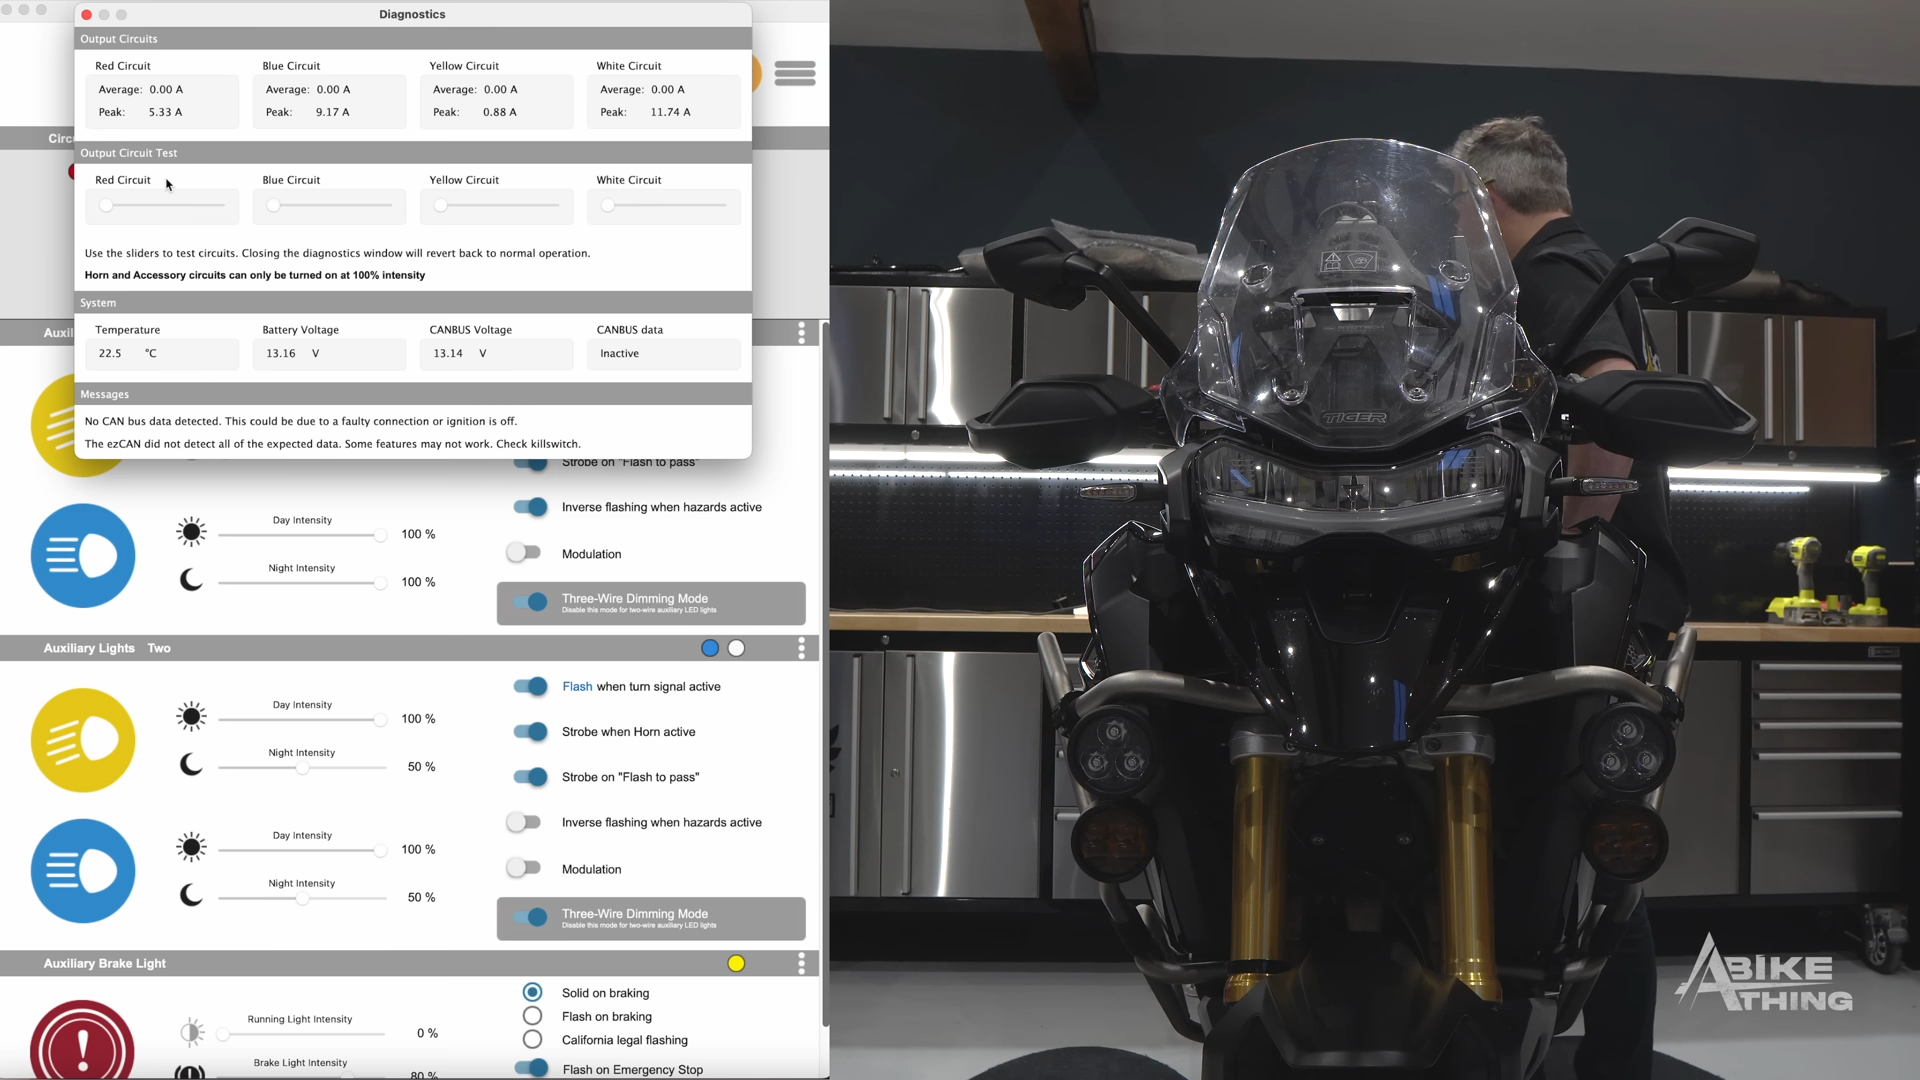 Diagnostics
Output Circuits
Red Circuit Blue Circuit Yellow Circuit White Circuit
Average: 0.00 A Average: 0.00 A Average: 0.00 A Average: 0.00 A
Peak: 5.33 A Peak: 9.17 A Peak: 0.88 A Peak: 11.74 A
Circ
Output Circuit Test
Red Circuit Blue Circuit Yellow Circuit White Circuit
Use the sliders to test circuits. Closing the diagnostics window will revert back to normal operation.
Horn and Accessory circuits can only be turned on at 100% intensity
System
Auxil
Temperature Battery Voltage CANBUS Voltage CANBUS data
22.5 °C 13.16 V 13.14 V Inactive
Messages
No CAN bus data detected. This could be due to a faulty connection or ignition is off.
The ezCAN did not detect all of the expected data. Some features may not work. Check killswitch.
Strobe on "Flash to pass"
Inverse flashing when hazards active
Day Intensity
100 %
Modulation
Night Intensity
100 %
Three-Wire Dimming Mode
Disable this mode for two-wire auxiliary LED lights
Auxiliary Lights Two
Flash when turn signal active
Day Intensity
100 %
Strobe when Horn active
Night Intensity
50 %
Strobe on "Flash to pass"
Inverse flashing when hazards active
Day Intensity
100 %
Modulation
Night Intensity
50 %
Three-Wire Dimming Mode
Disable this mode for two-wire auxiliary LED lights
Auxiliary Brake Light
Solid on braking
Running Light Intensity
0 %
Flash on braking
California legal flashing
Brake Light Intensity
80 %
Flash on Emergency Stop
TIGER
A BIKE THING